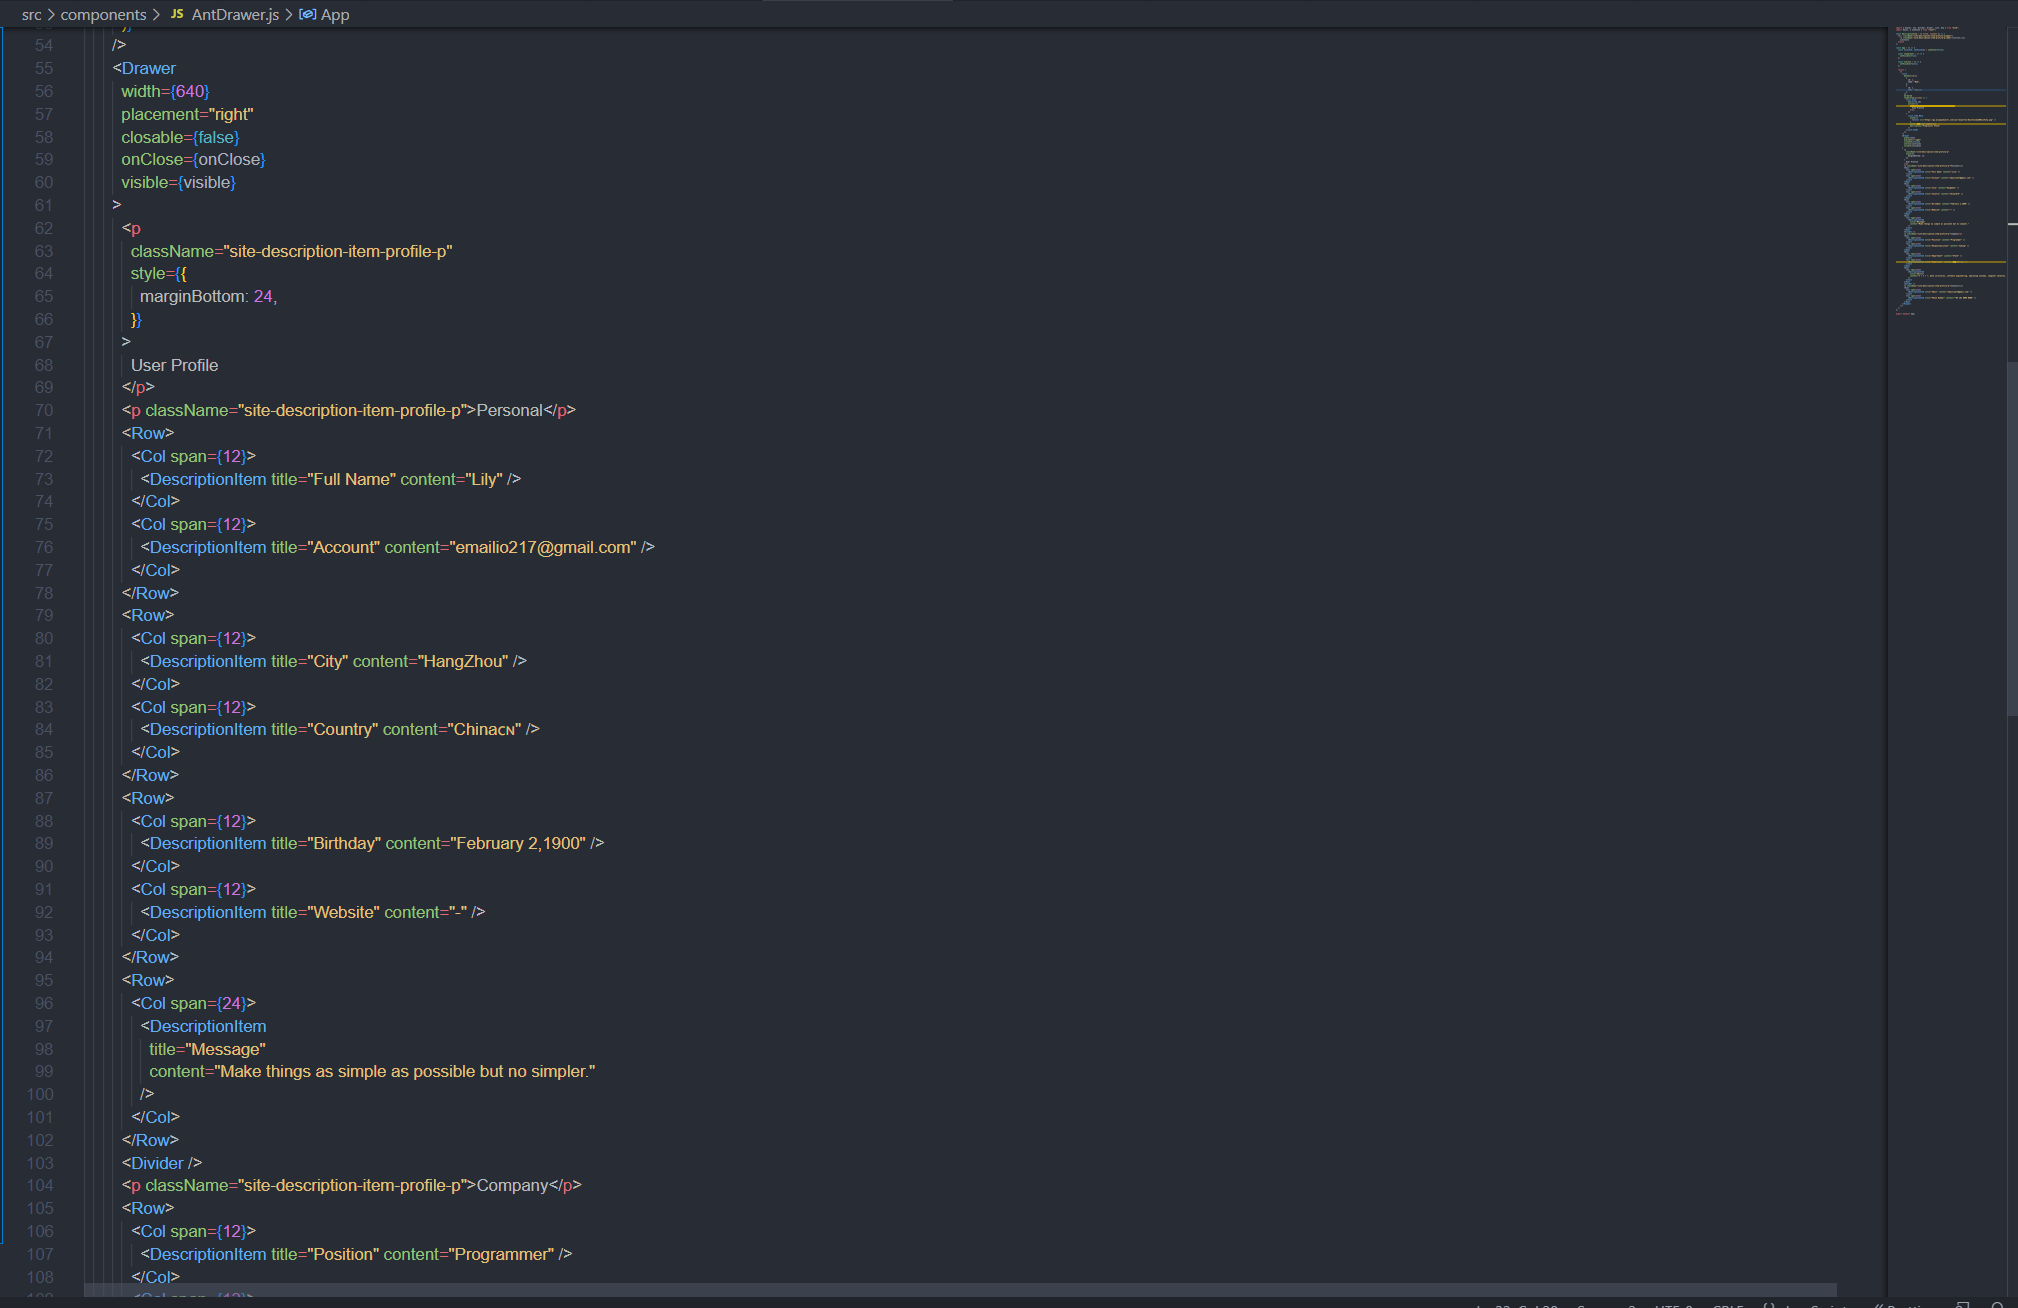 src > components > JS AntDrawer.js > App
54 />
55 <Drawer
56 width={640}
57 placement="right"
58 closable={false}
59 onClose={onClose}
60 visible={visible}
61 >
62 <p
63 className="site-description-item-profile-p"
64 style={{
65 marginBottom: 24,
66 }}
67 >
68 User Profile
69 </p>
70 <p className="site-description-item-profile-p">Personal</p>
71 <Row>
72 <Col span={12}>
73 <DescriptionItem title="Full Name" content="Lily" />
74 </Col>
75 <Col span={12}>
76 <DescriptionItem title="Account" content="emailio217@gmail.com" />
77 </Col>
78 </Row>
79 <Row>
80 <Col span={12}>
81 <DescriptionItem title="City" content="HangZhou" />
82 </Col>
83 <Col span={12}>
84 <DescriptionItem title="Country" content="China🇨🇳" />
85 </Col>
86 </Row>
87 <Row>
88 <Col span={12}>
89 <DescriptionItem title="Birthday" content="February 2,1900" />
90 </Col>
91 <Col span={12}>
92 <DescriptionItem title="Website" content="-" />
93 </Col>
94 </Row>
95 <Row>
96 <Col span={24}>
97 <DescriptionItem
98 title="Message"
99 content="Make things as simple as possible but no simpler."
100 />
101 </Col>
102 </Row>
103 <Divider />
104 <p className="site-description-item-profile-p">Company</p>
105 <Row>
106 <Col span={12}>
107 <DescriptionItem title="Position" content="Programmer" />
108 </Col>